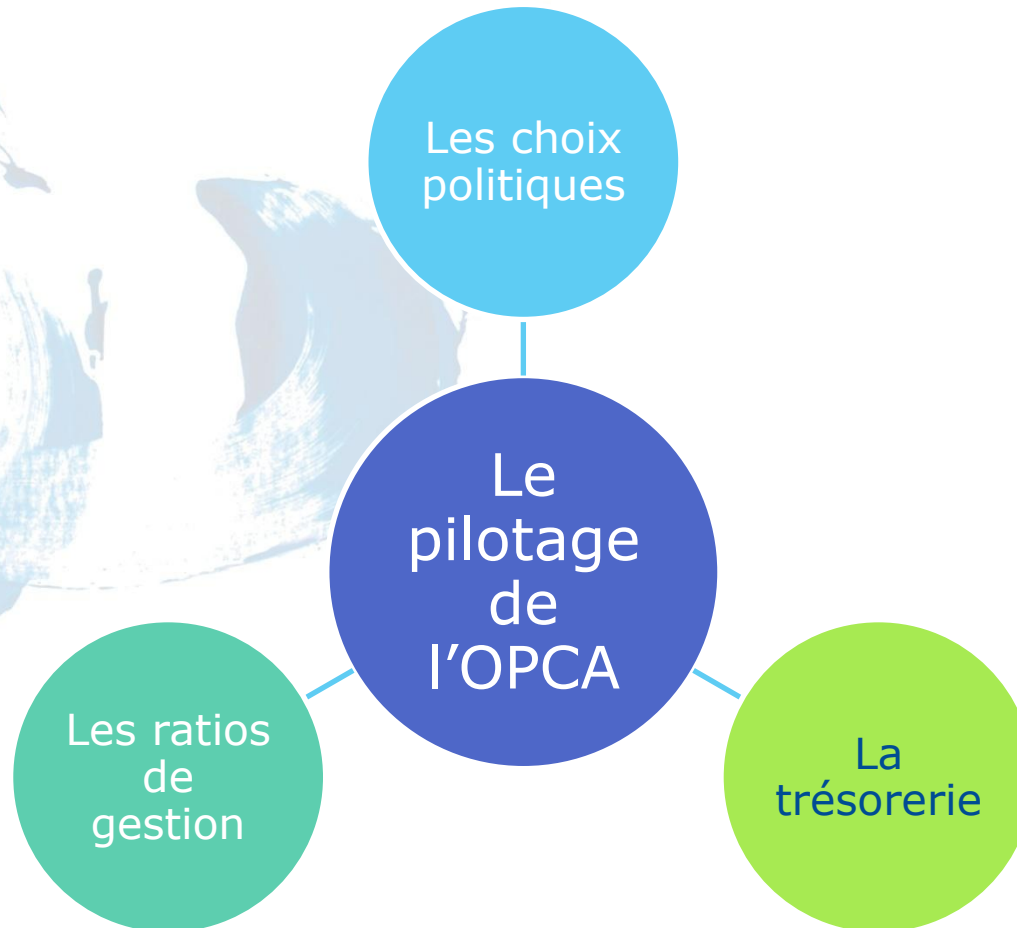 Les choix
politiques
Le
pilotage
de
l’OPCA
Les ratios
de
gestion
La
trésorerie